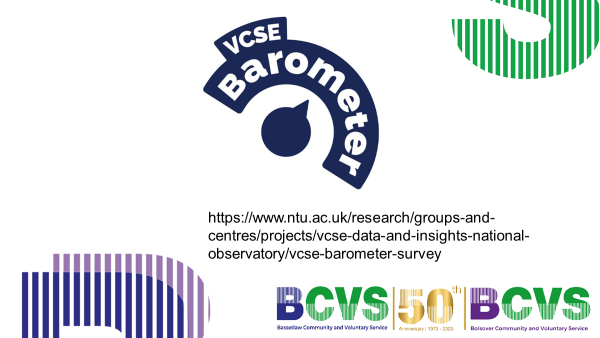 VCSE
Barometer
https://www.ntu.ac.uk/research/groups-and-
centres/projects/vcse-data-and-insights-national-
observatory/vcse-barometer-survey
BCVS
Bassetlaw Community and Voluntary Service
50th
Anniversary | 1973 - 2023
BCVS
Bolsover Community and Voluntary Service